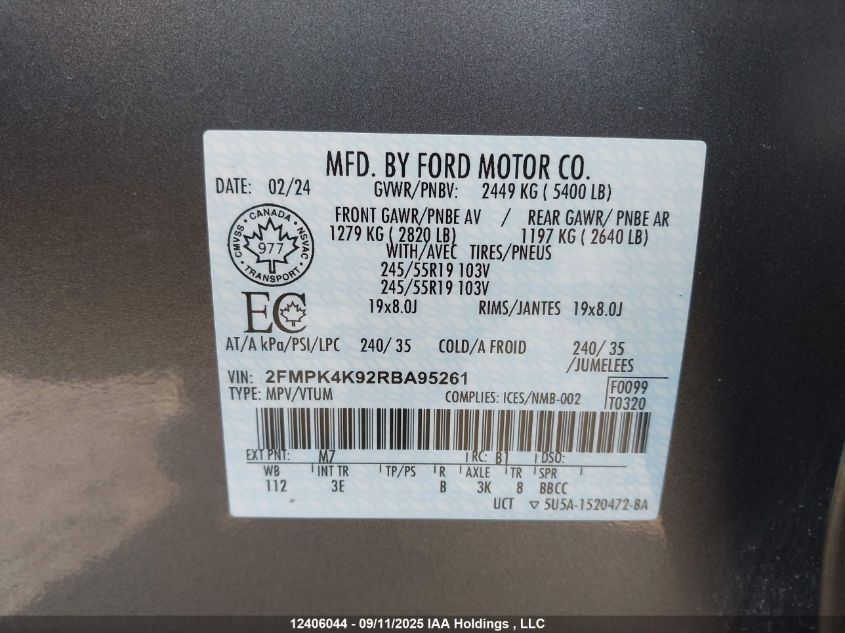 MFD. BY FORD MOTOR CO.
DATE: 02/24 GVWR/PNBV: 2449 KG ( 5400 LB)
FRONT GAWR/PNBE AV / REAR GAWR/ PNBE AR
1279 KG ( 2820 LB) 1197 KG ( 2640 LB)
WITH/AVEC TIRES/PNEUS
245/55R19 103V
245/55R19 103V
19x8.0J RIMS/JANTES 19x8.0J
CMVSS CANADA NSVAC
977
TRANSPORT
EC
AT/A kPa/PSI/LPC 240/ 35 COLD/A FROID 240/ 35
/JUMELEES
VIN: 2FMPK4K92RBA95261
F0099
TYPE: MPV/VTUM COMPLIES: ICES/NMB-002
T0320
EXT PNT: M7 RC: B1 DSO:
WB INT TR TP/PS R AXLE TR SPR
112 3E B 3K 8 BBCC
UCT ▽ 5U5A-1520472-BA
12406044 - 09/11/2025 IAA Holdings , LLC